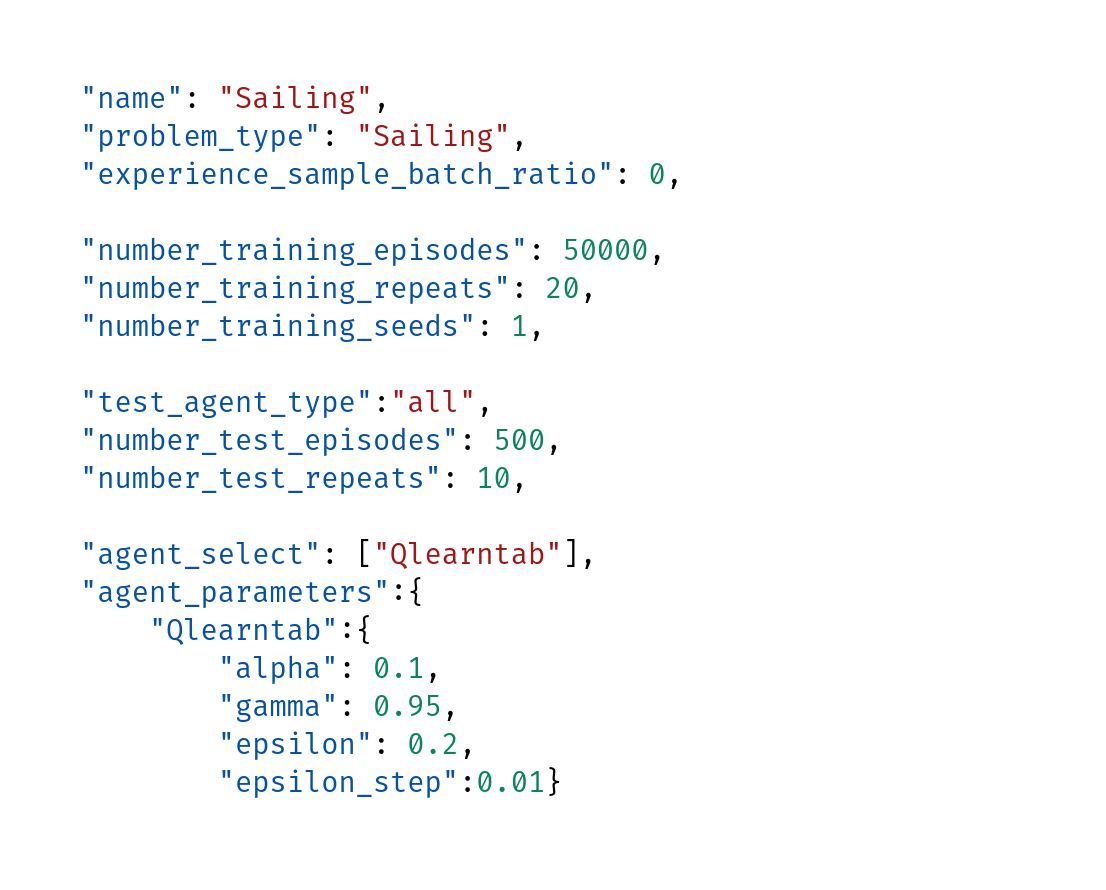 "name": "Sailing",
"problem_type": "Sailing",
"experience_sample_batch_ratio": 0,
"number_training_episodes": 50000,
"number_training_repeats": 20,
"number_training_seeds": 1,
"test_agent_type":"all",
"number_test_episodes": 500,
"number_test_repeats": 10,
"agent_select": ["Qlearntab"],
"agent_parameters":{
    "Qlearntab":{
        "alpha": 0.1,
        "gamma": 0.95,
        "epsilon": 0.2,
        "epsilon_step":0.01}